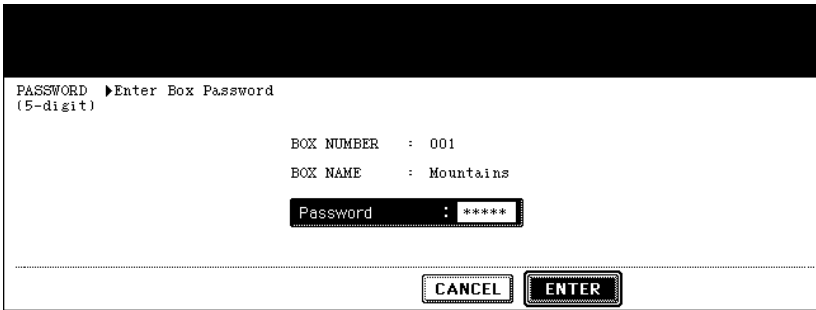 PASSWORD ▶Enter Box Password
(5-digit)
BOX NUMBER : 001
BOX NAME : Mountains
Password : *****
CANCEL ENTER